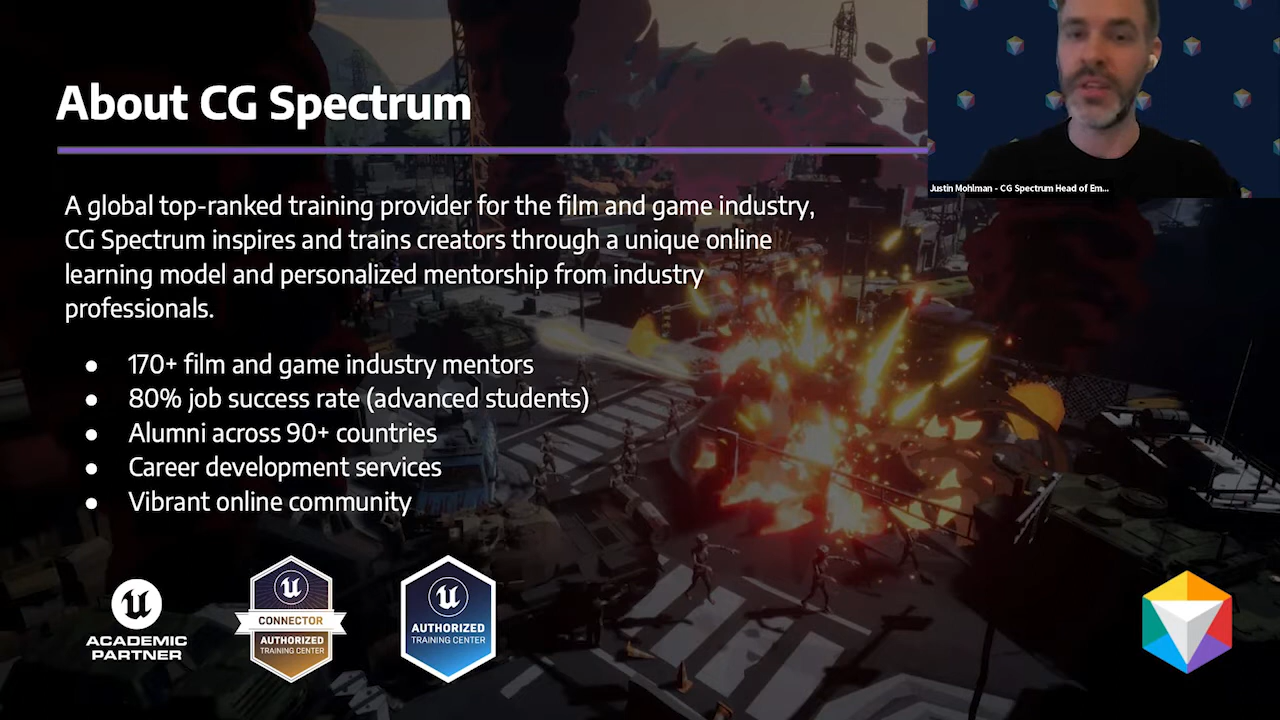 About CG Spectrum
Justin Mohlman - CG Spectrum Head of Em...
A global top-ranked training provider for the film and game industry,
CG Spectrum inspires and trains creators through a unique online
learning model and personalized mentorship from industry
professionals.
● 170+ film and game industry mentors
● 80% job success rate (advanced students)
● Alumni across 90+ countries
● Career development services
● Vibrant online community
ACADEMIC
PARTNER
CONNECTOR
AUTHORIZED
TRAINING CENTER
AUTHORIZED
TRAINING CENTER